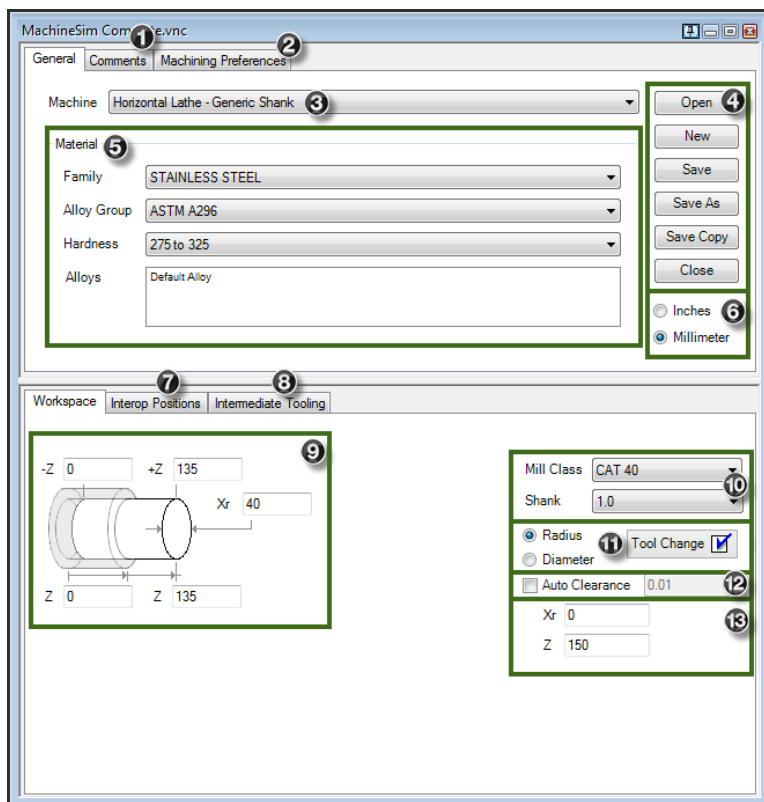 MachineSim Com te.vnc
1 2
General Comments Machining Preferences
Machine Horizontal Lathe - Generic Shank 3
Open 4
New
Save
Save As
Save Copy
Close
Material 5
Family STAINLESS STEEL
Alloy Group ASTM A296
Hardness 275 to 325
Alloys Default Alloy
Inches 6
Millimeter
7 8
Workspace Interop Positions Intermediate Tooling
9
-Z 0 +Z 135
Xr 40
Z 0 Z 135
Mill Class CAT 40
10
Shank 1.0
Radius
11 Tool Change
Diameter
Auto Clearance 0.01 12
Xr 0 13
Z 150